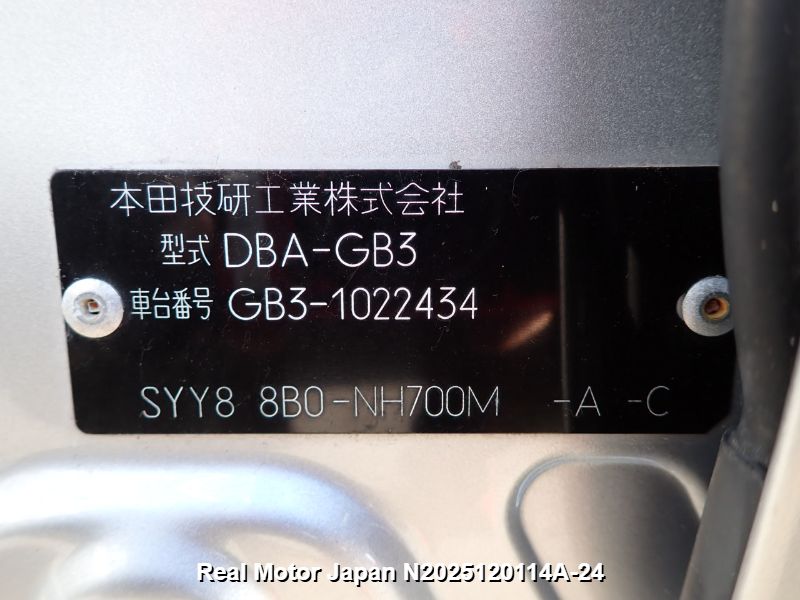 本田技研工業株式会社
型式 DBA-GB3
車台番号 GB3-1022434
SYY8 8B0-NH700M -A -C
Real Motor Japan N2025120114A-24